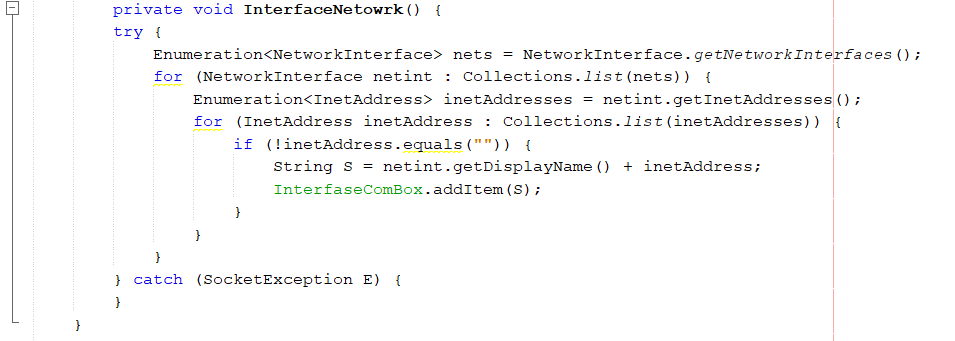 private void InterfaceNetowrk() {
try {
Enumeration<NetworkInterface> nets = NetworkInterface.getNetworkInterfaces();
for (NetworkInterface netint : Collections.list(nets)) {
Enumeration<InetAddress> inetAddresses = netint.getInetAddresses();
for (InetAddress inetAddress : Collections.list(inetAddresses)) {
if (!inetAddress.equals("")) {
String S = netint.getDisplayName() + inetAddress;
InterfaseComBox.addItem(S);
}
}
}
} catch (SocketException E) {
}
}